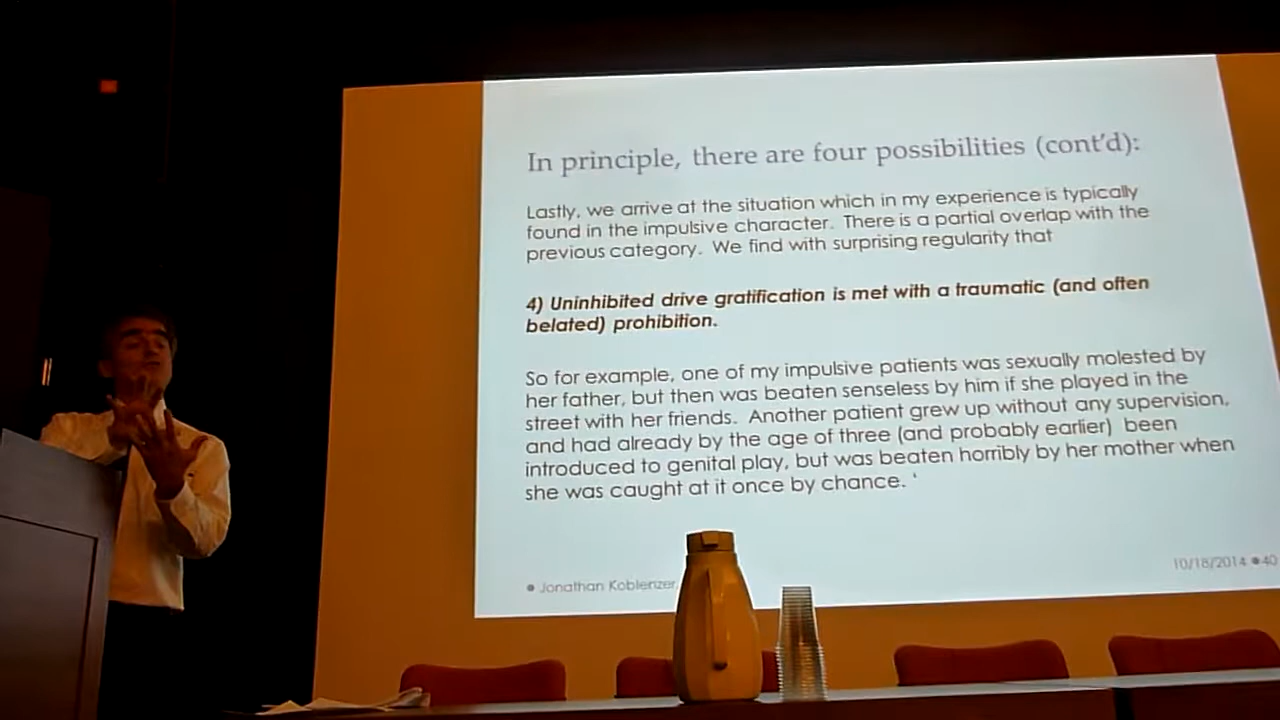 In principle, there are four possibilities (cont'd):
Lastly, we arrive at the situation which in my experience is typically
found in the impulsive character. There is a partial overlap with the
previous category. We find with surprising regularity that
4) Uninhibited drive gratification is met with a traumatic (and often
belated) prohibition.
So for example, one of my impulsive patients was sexually molested by
her father, but then was beaten senseless by him if she played in the
street with her friends. Another patient grew up without any supervision,
and had already by the age of three (and probably earlier) been
introduced to genital play, but was beaten horribly by her mother when
she was caught at it once by chance. '
• Jonathan Koblenzer
10/18/2014 • 40